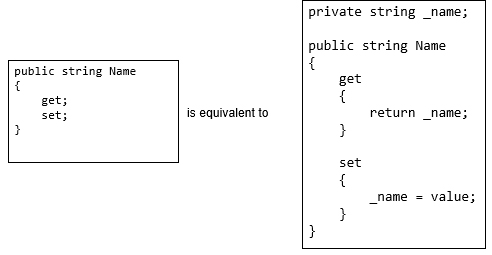 public string Name
{
    get;
    set;
}
is equivalent to
private string _name;

public string Name
{
    get
    {
        return _name;
    }

    set
    {
        _name = value;
    }
}